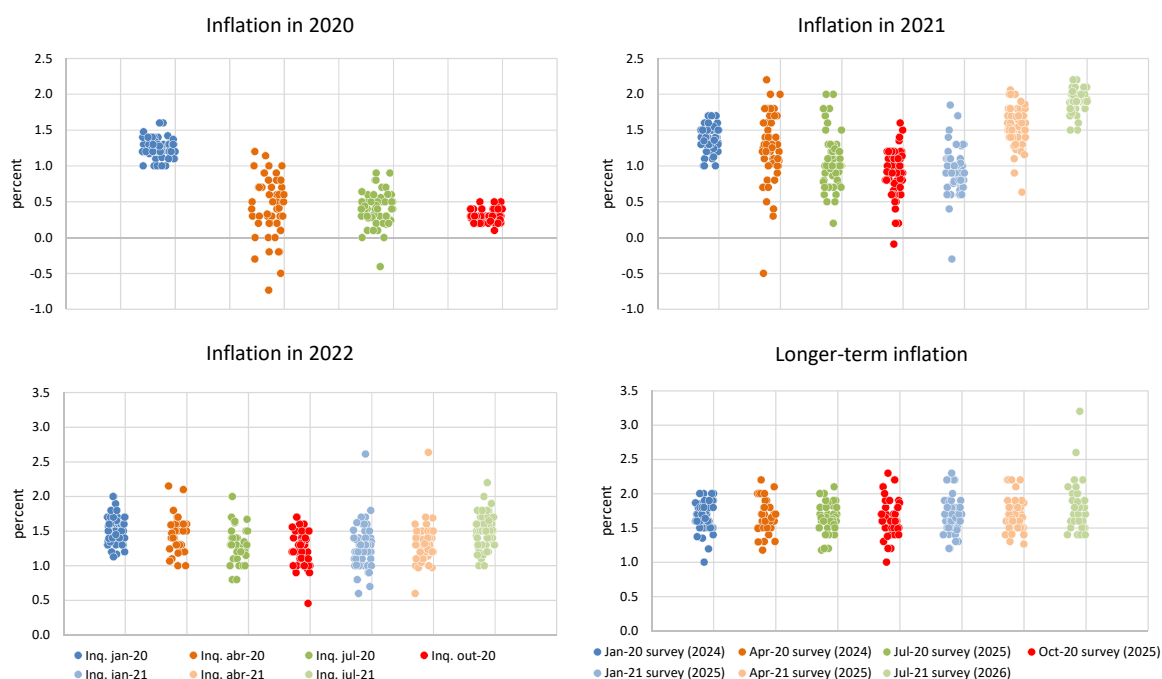 Inflation in 2020
percent
2.5
2.0
1.5
1.0
0.5
0.0
-0.5
-1.0
Inflation in 2021
percent
2.5
2.0
1.5
1.0
0.5
0.0
-0.5
-1.0
Inflation in 2022
percent
3.5
3.0
2.5
2.0
1.5
1.0
0.5
0.0
Inq. jan-20 Inq. abr-20 Inq. jul-20 Inq. out-20
Inq. jan-21 Inq. abr-21 Inq. jul-21
Longer-term inflation
percent
3.5
3.0
2.5
2.0
1.5
1.0
0.5
0.0
Jan-20 survey (2024) Apr-20 survey (2024) Jul-20 survey (2025) Oct-20 survey (2025)
Jan-21 survey (2025) Apr-21 survey (2025) Jul-21 survey (2026)